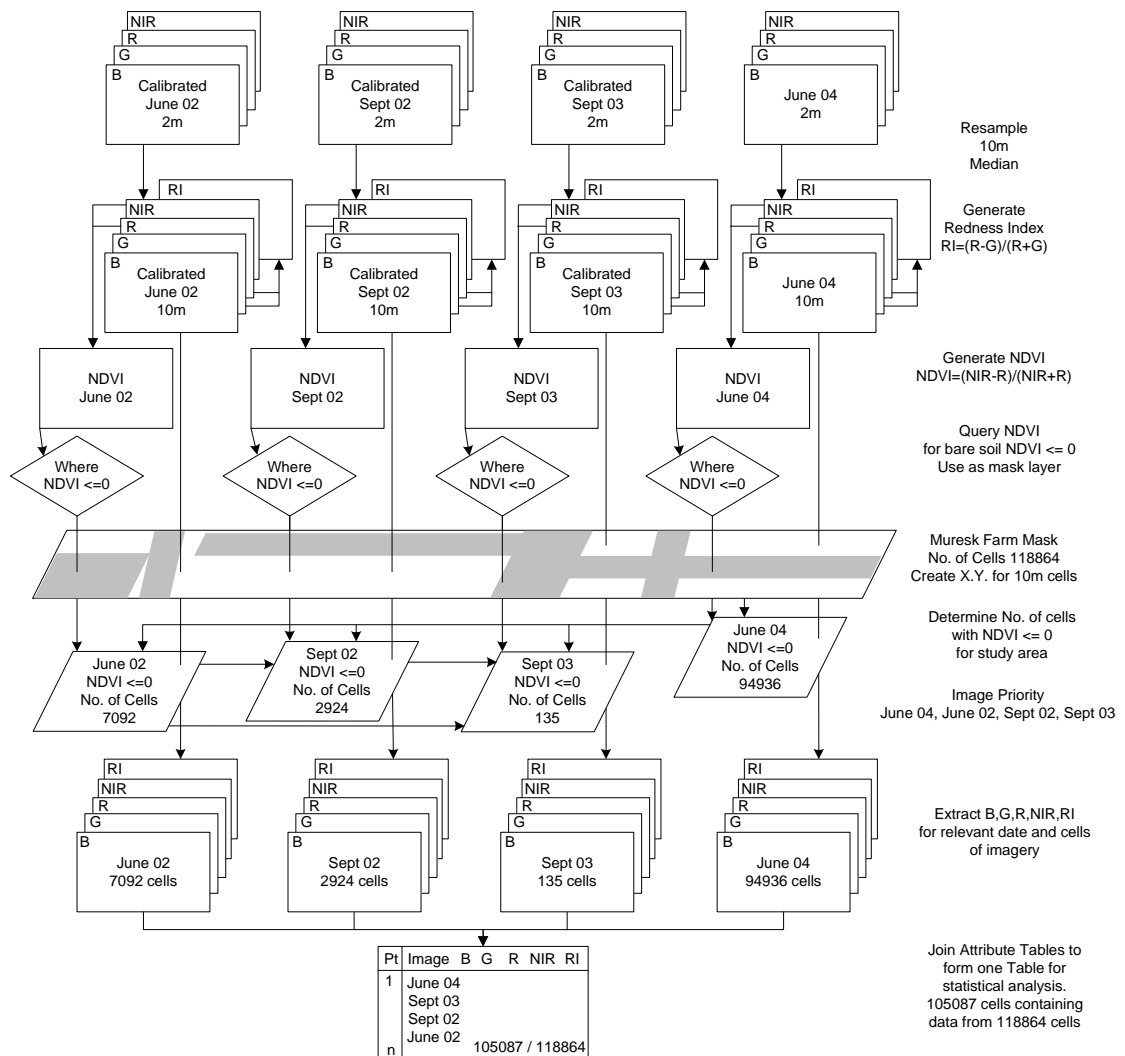 NIR
R
G
B
Calibrated
June 02
2m
NIR
R
G
B
Calibrated
Sept 02
2m
NIR
R
G
B
Calibrated
Sept 03
2m
NIR
R
G
B
June 04
2m
Resample
10m
Median
RI
NIR
R
G
B
Calibrated
June 02
10m
RI
NIR
R
G
B
Calibrated
Sept 02
10m
RI
NIR
R
G
B
Calibrated
Sept 03
10m
RI
NIR
R
G
B
June 04
10m
Generate
Redness Index
RI=(R-G)/(R+G)
NDVI
June 02
NDVI
Sept 02
NDVI
Sept 03
NDVI
June 04
Generate NDVI
NDVI=(NIR-R)/(NIR+R)
Where
NDVI <=0
Where
NDVI <=0
Where
NDVI <=0
Where
NDVI <=0
Query NDVI
for bare soil NDVI <= 0
Use as mask layer
Muresk Farm Mask
No. of Cells 118864
Create X.Y. for 10m cells
June 02
NDVI <=0
No. of Cells
7092
Sept 02
NDVI <=0
No. of Cells
2924
Sept 03
NDVI <=0
No. of Cells
135
June 04
NDVI <=0
No. of Cells
94936
Determine No. of cells
with NDVI <= 0
for study area
Image Priority
June 04, June 02, Sept 02, Sept 03
RI
NIR
R
G
B
June 02
7092 cells
RI
NIR
R
G
B
Sept 02
2924 cells
RI
NIR
R
G
B
Sept 03
135 cells
RI
NIR
R
G
B
June 04
94936 cells
Extract B,G,R,NIR,RI
for relevant date and cells
of imagery
Pt Image B G R NIR RI
1 June 04
Sept 03
Sept 02
June 02
n 105087 / 118864
Join Attribute Tables to
form one Table for
statistical analysis.
105087 cells containing
data from 118864 cells